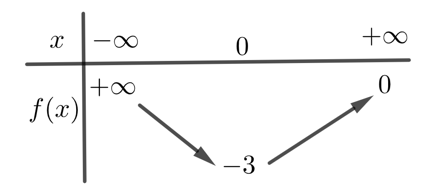 x −∞ 0 +∞
f(x) +∞ −3 0